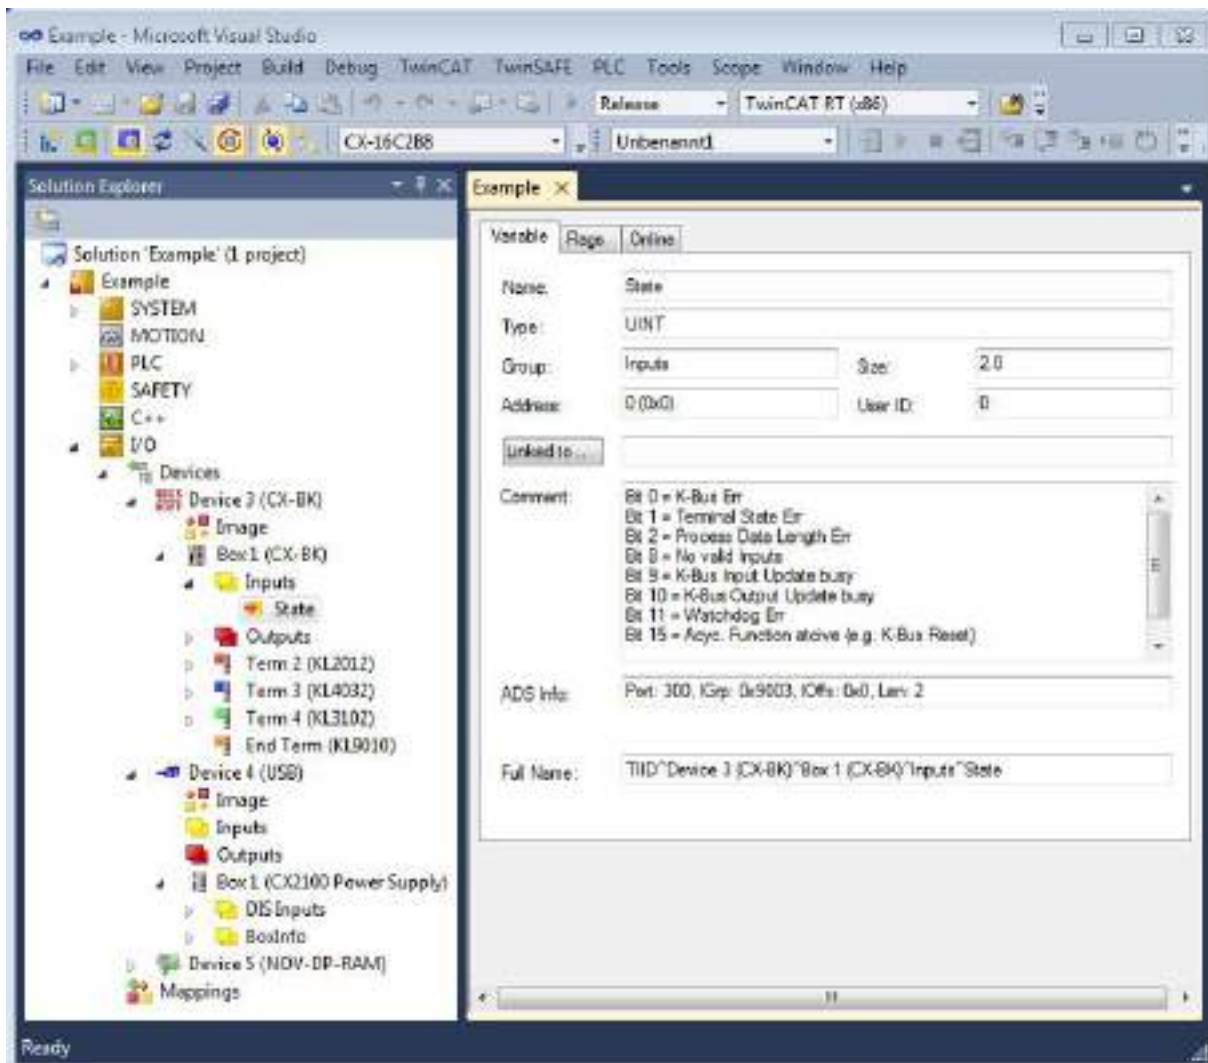 Example - Microsoft Visual Studio
File Edit View Project Build Debug TwinCAT TwinSAFE PLC Tools Scope Window Help
Release TwinCAT RT (x86)
CX-16C2B8 Unbenannt1
Solution Explorer
Solution 'Example' (1 project)
Example
SYSTEM
MOTION
PLC
SAFETY
C++
I/O
Devices
Device 3 (CX-BK)
Image
Box 1 (CX-BK)
Inputs
State
Outputs
Term 2 (KL2012)
Term 3 (KL4032)
Term 4 (KL3102)
End Term (KL9010)
Device 4 (USB)
Image
Inputs
Outputs
Box 1 (CX2100 Power Supply)
DIS Inputs
BoxInfo
Device 5 (NOV-DP-RAM)
Mappings
Example
Variable Flags Online
Name: State
Type: UINT
Group: Inputs Size: 2.0
Address: 0 (0x0) User ID: 0
Linked to ...
Comment: Bit 0 = K-Bus Err
Bit 1 = Terminal State Err
Bit 2 = Process Data Length Err
Bit 8 = No valid Inputs
Bit 9 = K-Bus Input Update busy
Bit 10 = K-Bus Output Update busy
Bit 11 = Watchdog Err
Bit 15 = Acyc. Function atcive (e.g. K-Bus Reset)
ADS Info: Port: 300, IGrp: 0x9003, IOffs: 0x0, Len: 2
Full Name: TIID^Device 3 (CX-BK)^Box 1 (CX-BK)^Inputs^State
Ready